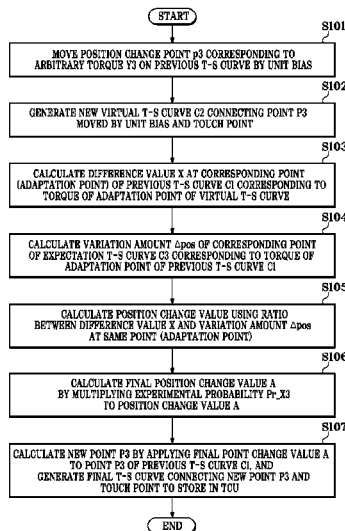 START
S101
MOVE POSITION CHANGE POINT p3 CORRESPONDING TO
ARBITRARY TORQUE Y3 ON PREVIOUS T-S CURVE BY UNIT BIAS
S102
GENERATE NEW VIRTUAL T-S CURVE C2 CONNECTING POINT P3
MOVED BY UNIT BIAS AND TOUCH POINT
S103
CALCULATE DIFFERENCE VALUE X AT CORRESPONDING POINT
(ADAPTATION POINT) OF PREVIOUS T-S CURVE C1 CORRESPONDING TO
TORQUE OF ADAPTATION POINT OF VIRTUAL T-S CURVE
S104
CALCULATE VARIATION AMOUNT △pos OF CORRESPONDING POINT
OF EXPECTATION T-S CURVE C3 CORRESPONDING TO TORQUE OF
ADAPTATION POINT OF PREVIOUS T-S CURVE C1
S105
CALCULATE POSITION CHANGE VALUE USING RATIO
BETWEEN DIFFERENCE VALUE X AND VARIATION AMOUNT △pos
AT SAME POINT (ADAPTATION POINT)
S106
CALCULATE FINAL POSITION CHANGE VALUE A
BY MULTIPLYING EXPERIMENTAL PROBABILITY Pr_X3
TO POSITION CHANGE VALUE A
S107
CALCULATE NEW POINT P3 BY APPLYING FINAL POINT CHANGE VALUE A
TO POINT P3 OF PREVIOUS T-S CURVE C1, AND
GENERATE FINAL T-S CURVE CONNECTING NEW POINT P3 AND
TOUCH POINT TO STORE IN TCU
END